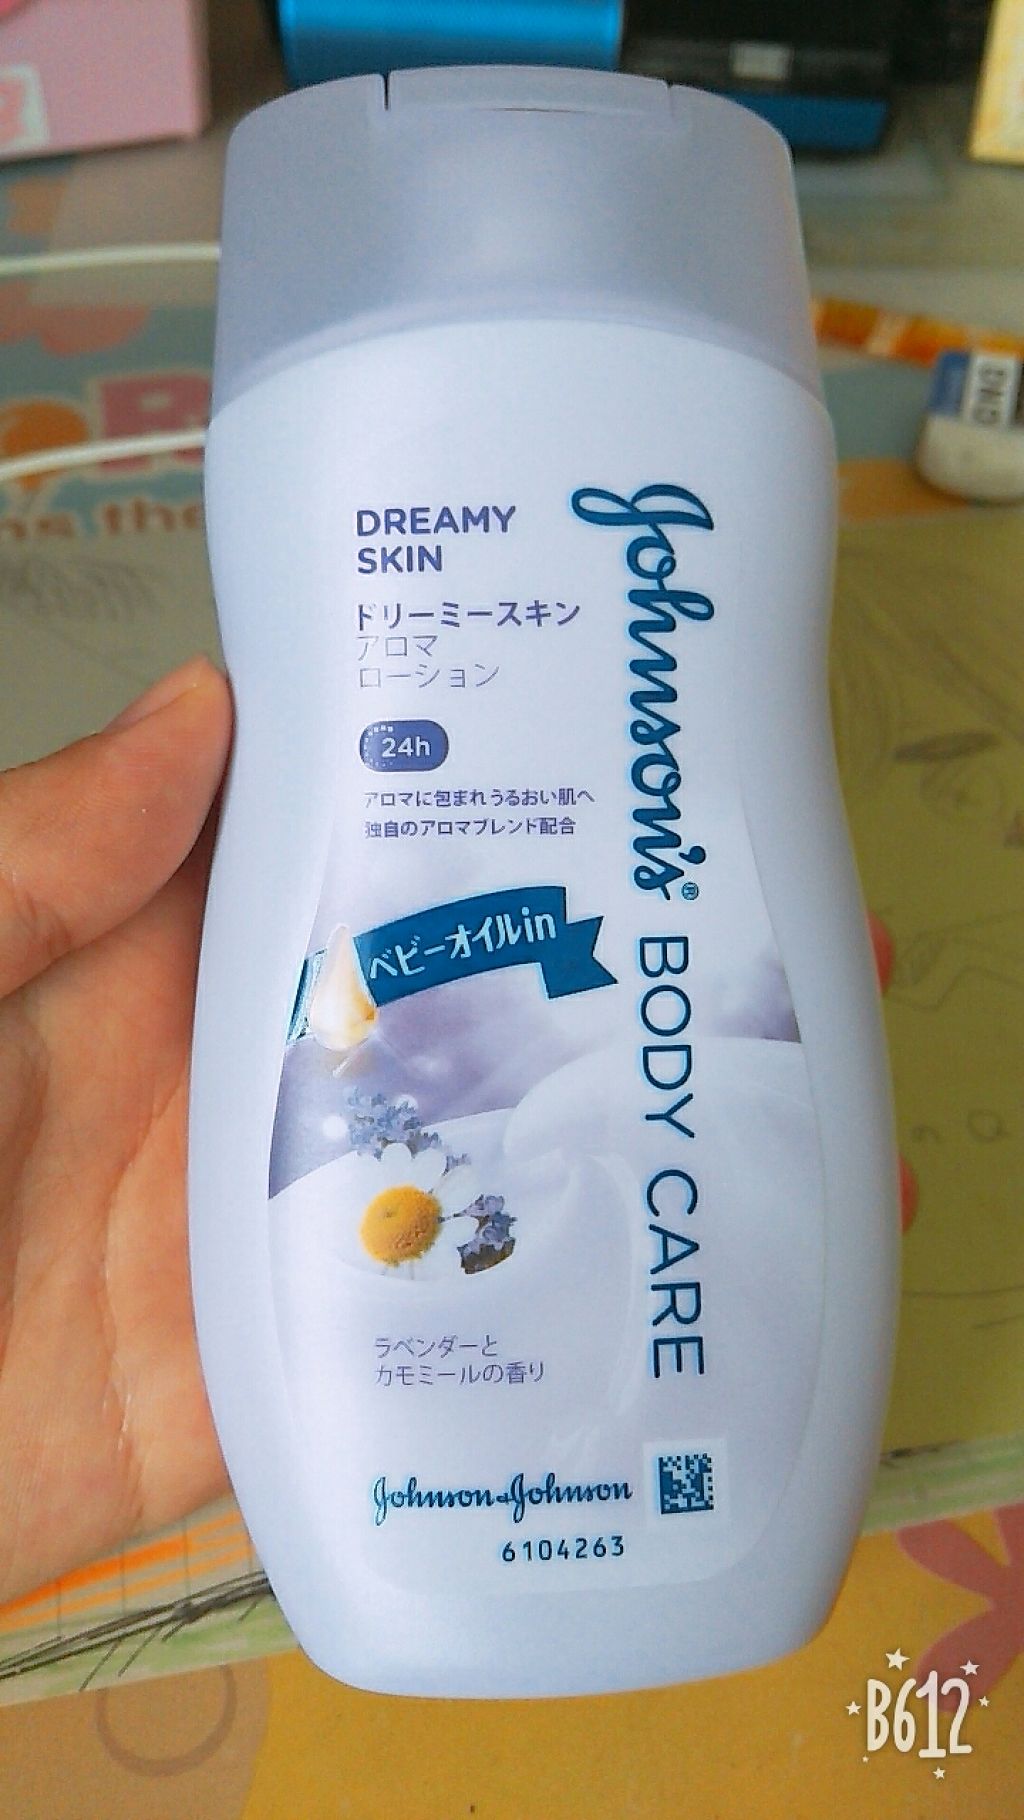 DREAMY
SKIN
ドリーミースキン
アロマ
ローション
24h
アロマに包まれうるおい肌へ
独自のアロマブレンド配合
ベビーオイルin
Johnson's® BODY CARE
ラベンダーと
カモミールの香り
Johnson&Johnson
6104263
B612